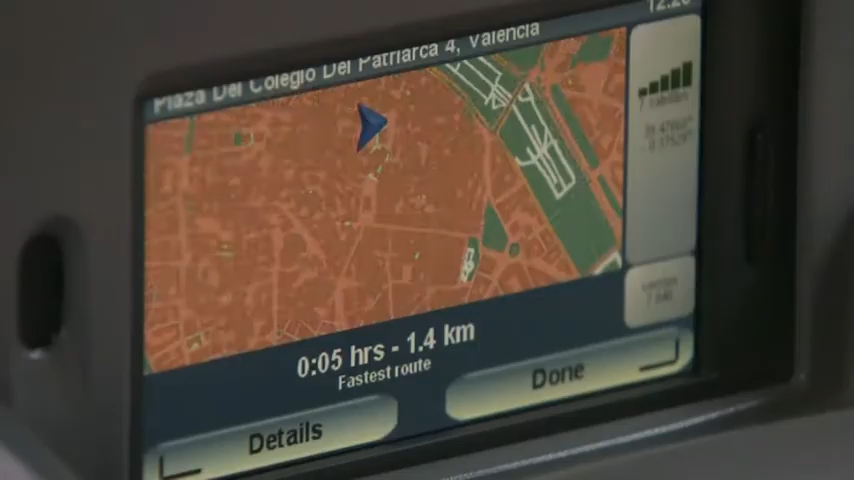 Plaza Del Colegio Del Patriarca 4, Valencia
0:05 hrs - 1.4 km
Fastest route
Done
Details